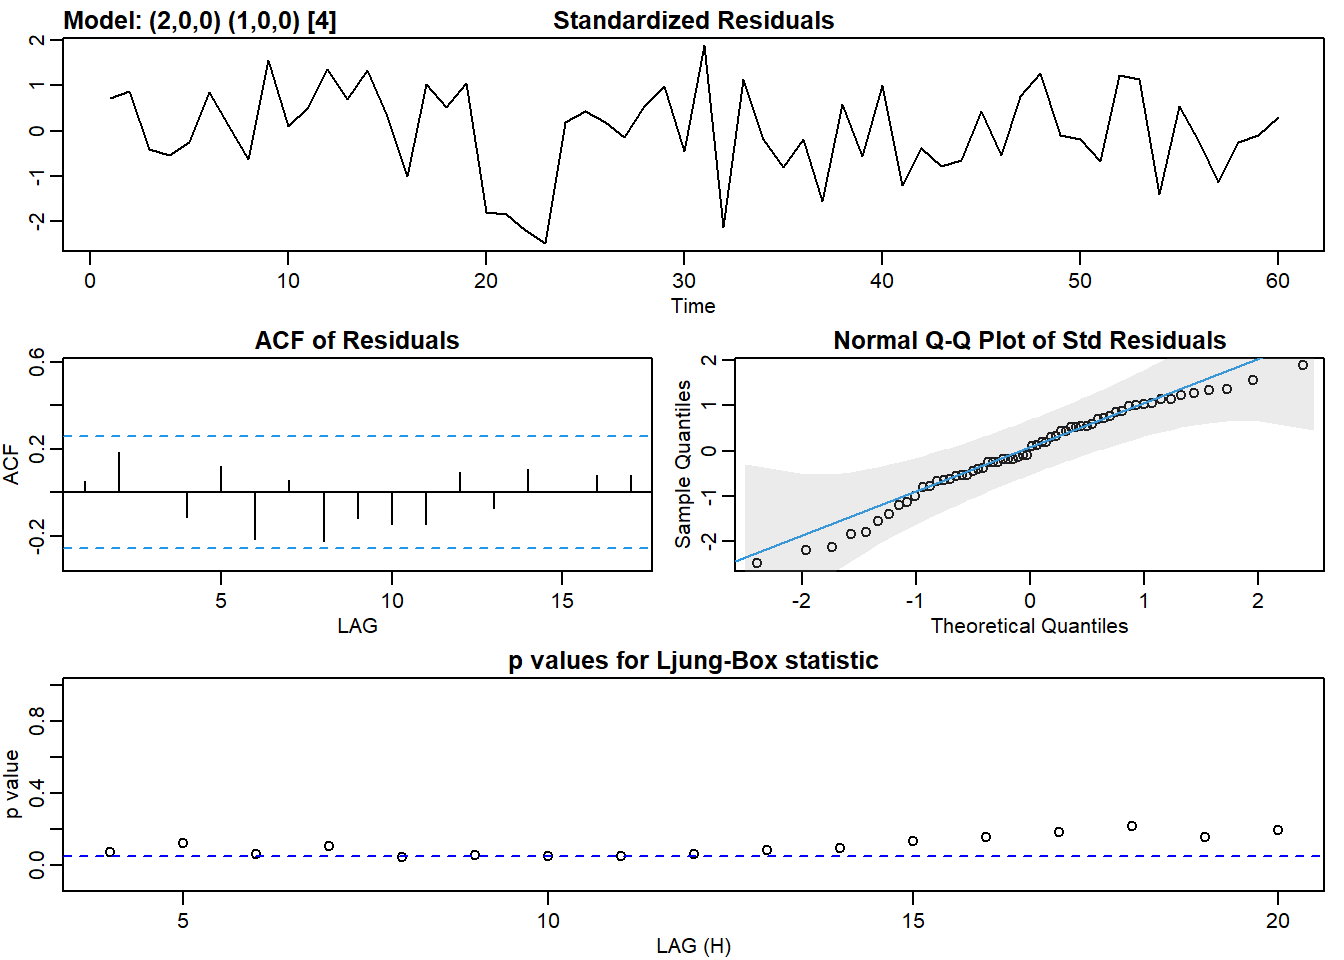 Model: (2,0,0) (1,0,0) [4] Standardized Residuals
2
1
0
-1
-2
0 10 20 30 40 50 60
Time
ACF of Residuals
0.6
0.2
-0.2
ACF
5 10 15
LAG
Normal Q-Q Plot of Std Residuals
2
1
0
-1
-2
Sample Quantiles
-2 -1 0 1 2
Theoretical Quantiles
p values for Ljung-Box statistic
0.8
0.4
0.0
p value
5 10 15 20
LAG (H)